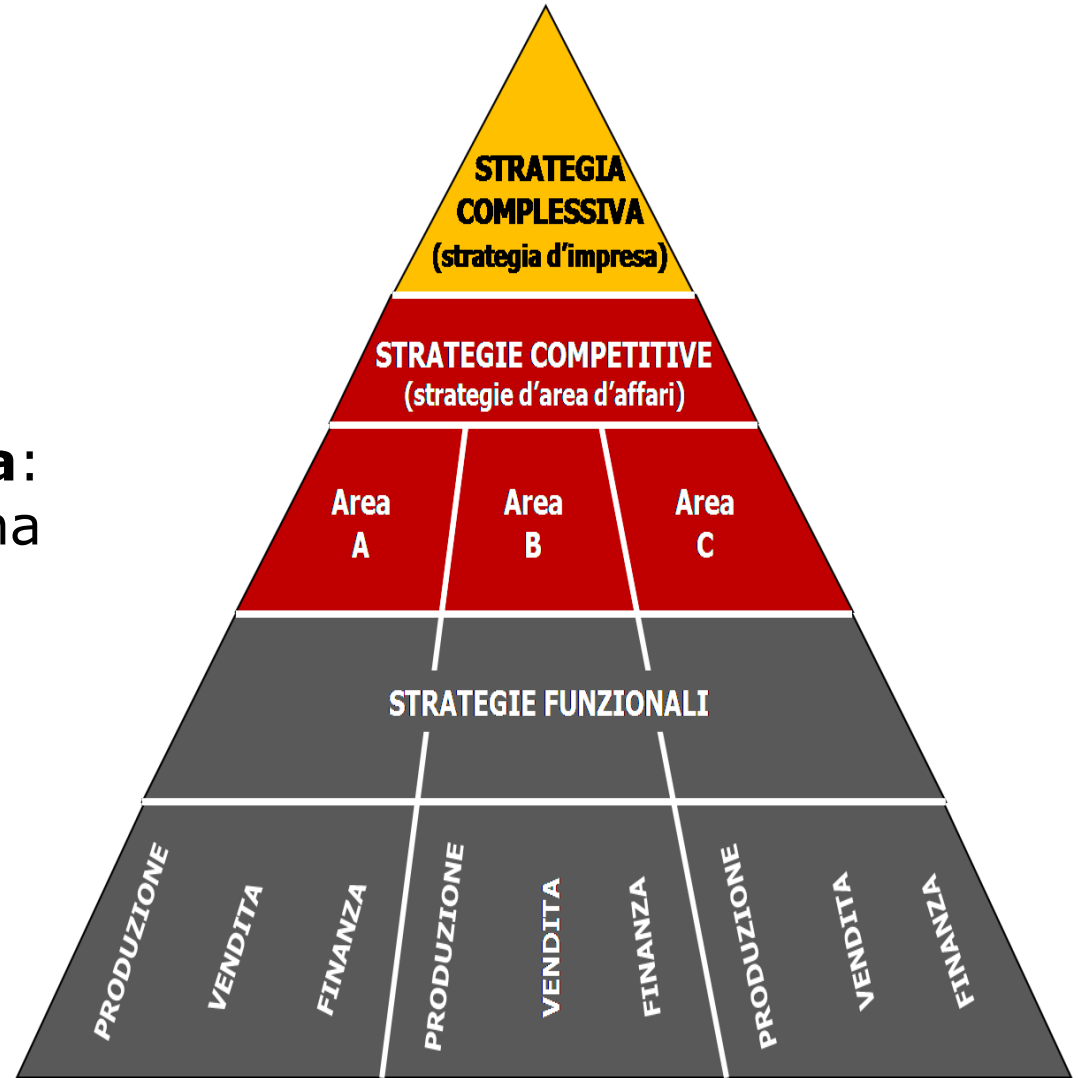 STRATEGIA
COMPLESSIVA
(strategia d'impresa)
STRATEGIE COMPETITIVE
(strategie d'area d'affari)
a:
na
Area
A
Area
B
Area
C
STRATEGIE FUNZIONALI
PRODUZIONE
VENDITA
FINANZA
PRODUZIONE
VENDITA
FINANZA
PRODUZIONE
VENDITA
FINANZA